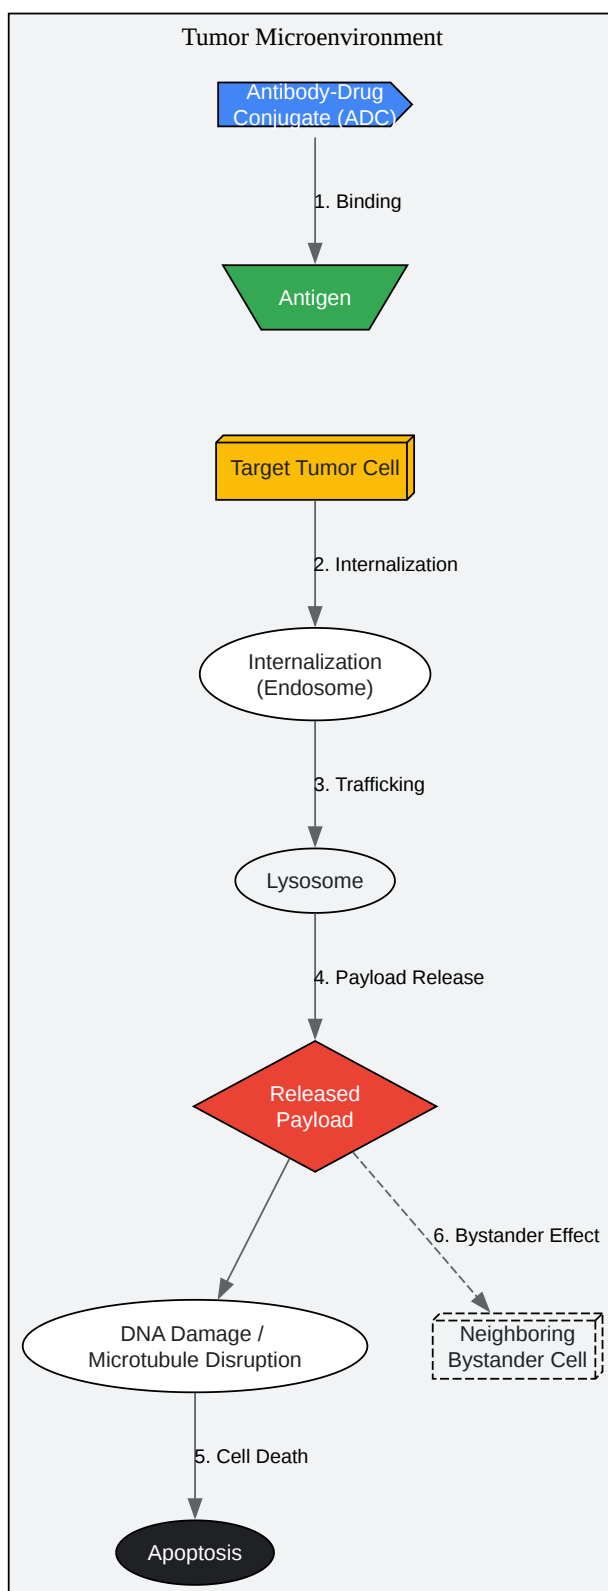 Tumor Microenvironment
Antibody-Drug
Conjugate (ADC)
1. Binding
Antigen
Target Tumor Cell
2. Internalization
Internalization
(Endosome)
3. Trafficking
Lysosome
4. Payload Release
Released
Payload
6. Bystander Effect
DNA Damage /
Microtubule Disruption
Neighboring
Bystander Cell
5. Cell Death
Apoptosis